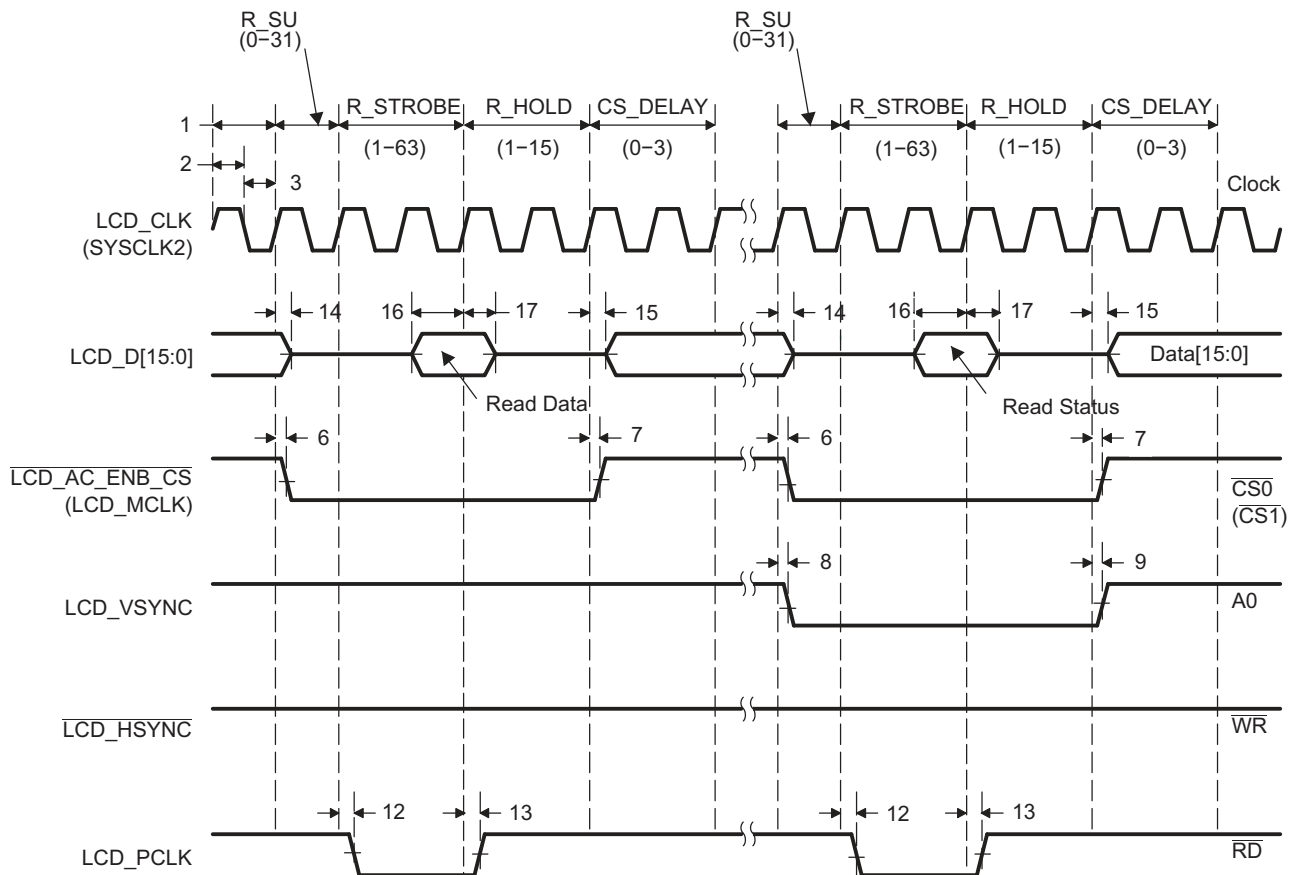 R_SU
(0−31)
R_SU
(0−31)
R_STROBE R_HOLD CS_DELAY R_STROBE R_HOLD CS_DELAY
1
(1−63) (1−15) (0−3) (1−63) (1−15) (0−3)
2
3
Clock
LCD_CLK
(SYSCLK2)
14 16 17 15 14 16 17 15
LCD_D[15:0]
Data[15:0]
Read Data
Read Status
6 7 6 7
LCD_AC_ENB_CS
(LCD_MCLK)
CS0
(CS1)
8 9
LCD_VSYNC
A0
LCD_HSYNC
WR
12 13 12 13
LCD_PCLK
RD